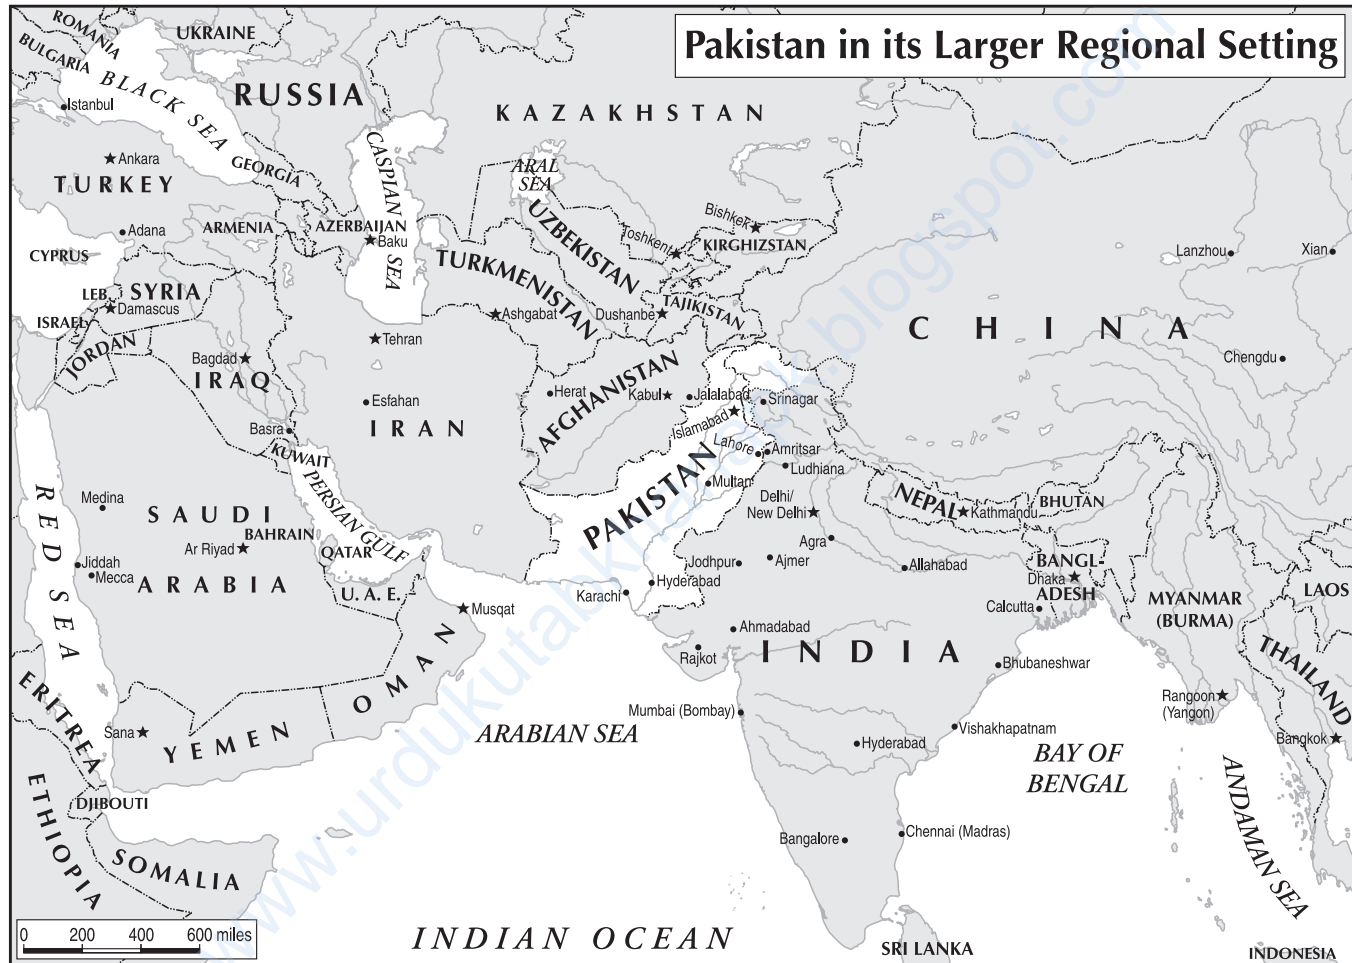 Pakistan in its Larger Regional Setting
ROMANIA
UKRAINE
BULGARIA
BLACK SEA
RUSSIA
KAZAKHSTAN
Istanbul
CASPIAN SEA
Ankara
GEORGIA
ARAL
SEA
TURKEY
Bishkek
UZBEKISTAN
ARMENIA
AZERBAIJAN
Baku
Adana
Toshkent
KIRGHIZSTAN
Lanzhou
Xian
CYPRUS
TURKMENISTAN
LEB.
SYRIA
Damascus
TAJIKISTAN
Ashgabat
Dushanbe
ISRAEL
CHINA
JORDAN
Tehran
Bagdad
IRAQ
Chengdu
AFGHANISTAN
Herat
Kabul
Jalalabad
Srinagar
Esfahan
IRAN
Islamabad
Basra
Lahore
Amritsar
Ludhiana
KUWAIT
PERSIAN GULF
PAKISTAN
Multan
RED SEA
Medina
SAUDI
ARABIA
Delhi/
New Delhi
NEPAL
Kathmandu
BHUTAN
BAHRAIN
Ar Riyad
QATAR
Agra
Jiddah
Mecca
Jodhpur
Ajmer
Allahabad
BANGL-
ADESH
Dhaka
U. A. E.
Hyderabad
Karachi
Musqat
Calcutta
MYANMAR
(BURMA)
LAOS
OMAN
Ahmadabad
Rajkot
INDIA
Bhubaneshwar
THAILAND
ERITREA
Rangoon
(Yangon)
Mumbai (Bombay)
Sana
YEMEN
ARABIAN SEA
Vishakhapatnam
Hyderabad
Bangkok
BAY OF
BENGAL
ETHIOPIA
DJIBOUTI
ANDAMAN SEA
Bangalore
Chennai (Madras)
SOMALIA
0 200 400 600 miles
INDIAN OCEAN
SRI LANKA
INDONESIA